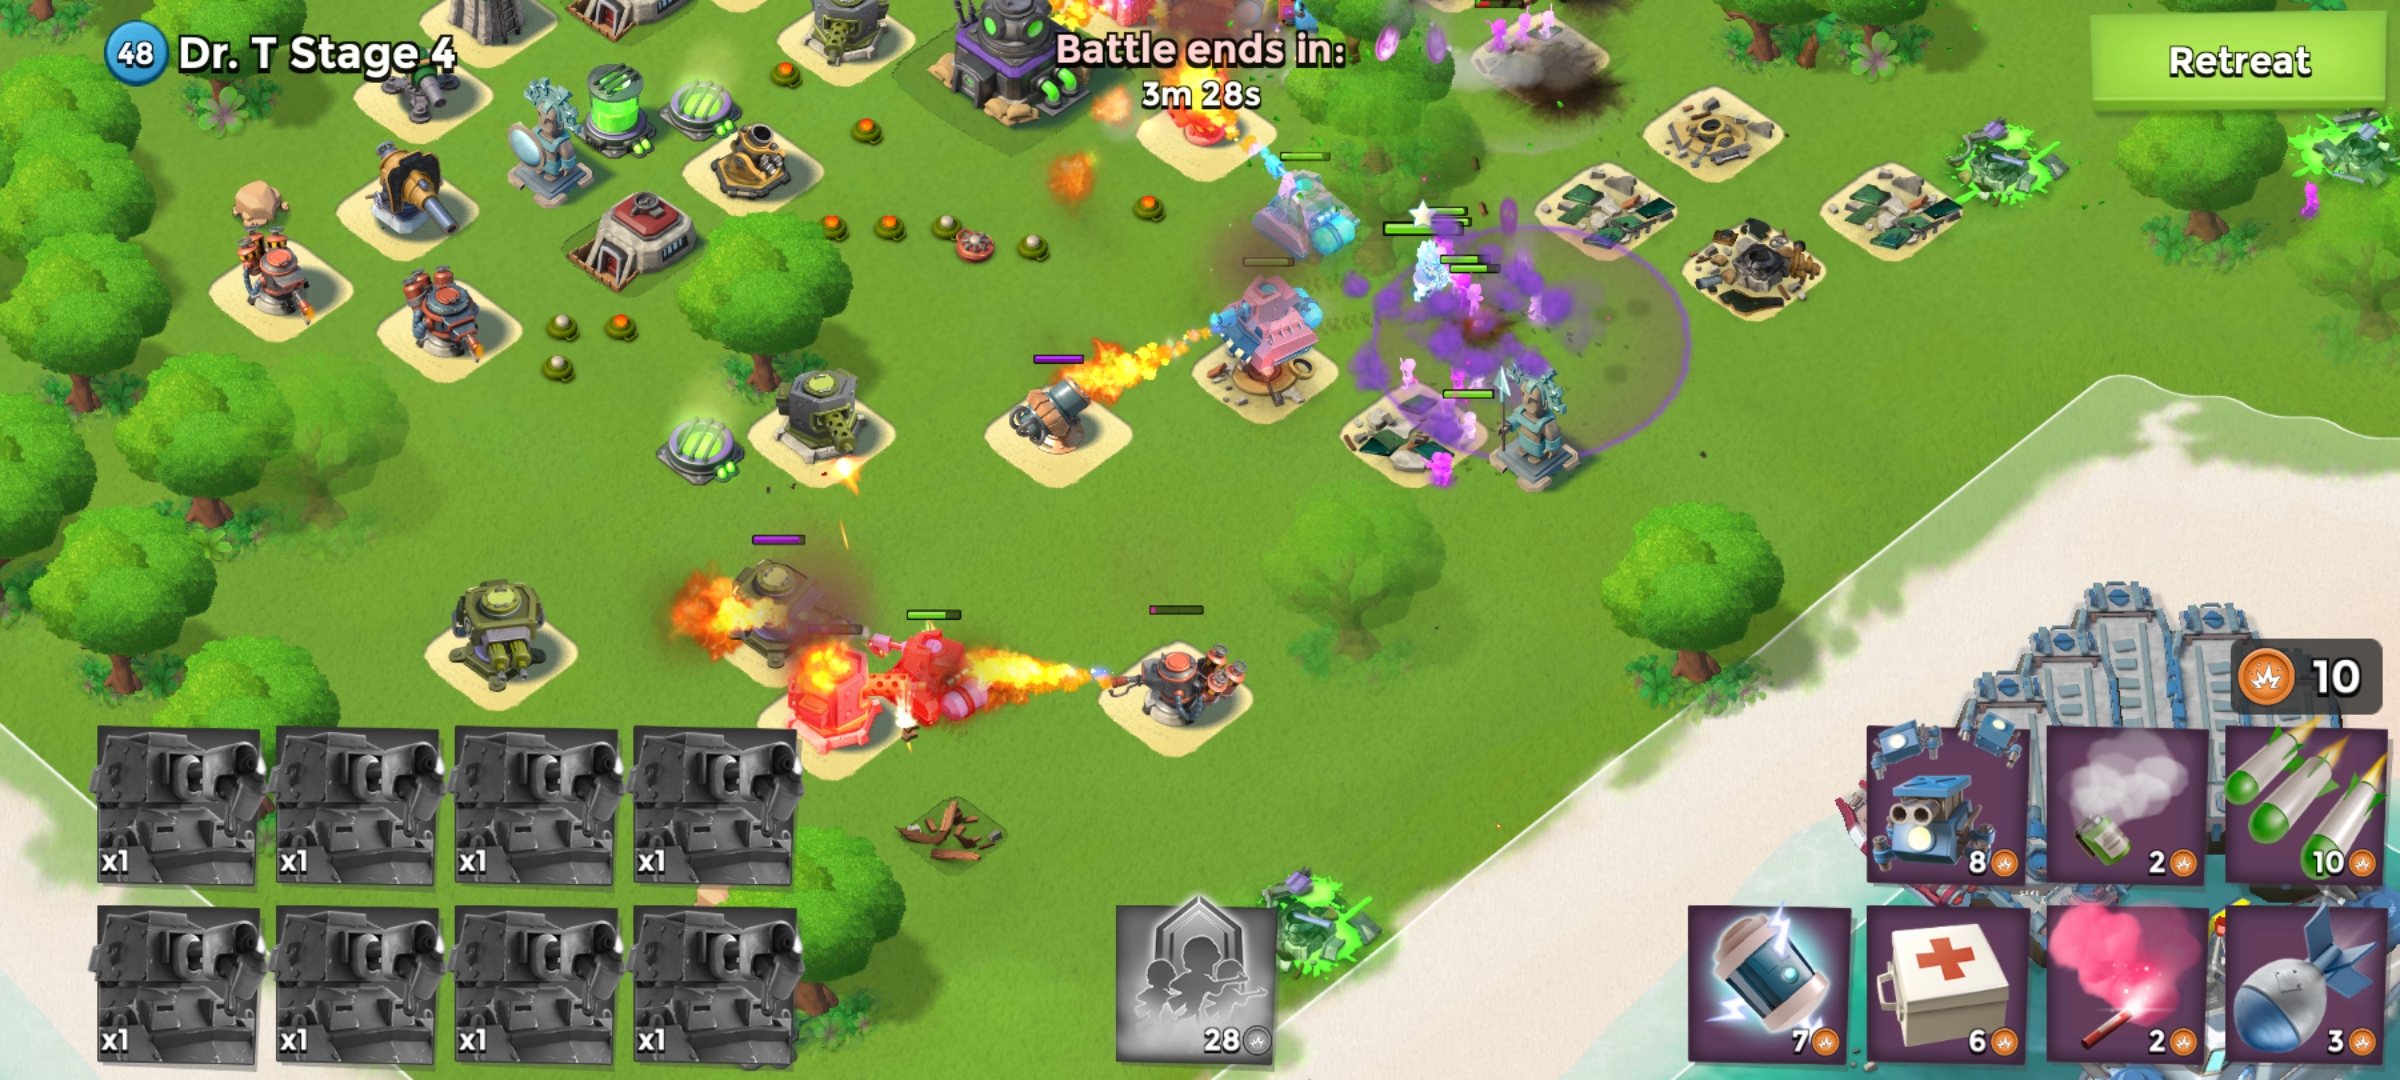 48 Dr. T Stage 4
Battle ends in:
3m 28s
Retreat
10
8
2
10
x1
x1
x1
x1
x1
x1
x1
x1
28
7
6
2
3